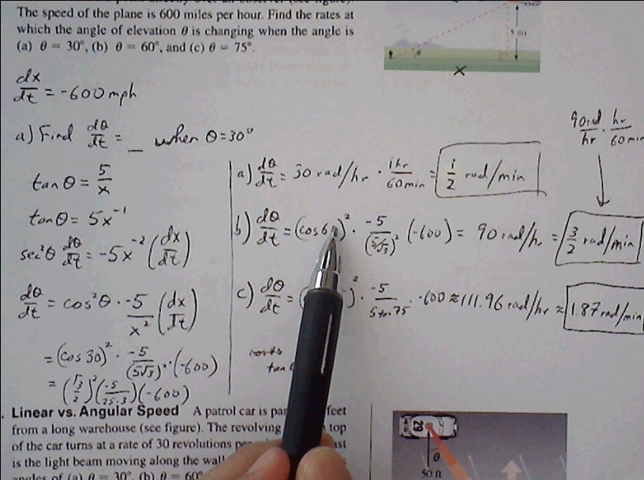 The speed of the plane is 600 miles per hour. Find the rates at
which the angle of elevation θ is changing when the angle is
(a) θ = 30°, (b) θ = 60°, and (c) θ = 75°.
5 mi
θ
x
dx/dt = -600 mph
a) Find dθ/dt = _ when θ = 30°
tan θ = 5/x
tan θ = 5x⁻¹
sec²θ dθ/dt = -5x⁻² (dx/dt)
dθ/dt = cos²θ · -5/x² (dx/dt)
= (cos 30)² · -5/(5√3)² · (-600)
= (√3/2)² (-5/25·3)(-600)
90 rad/hr · hr/60 min
a) dθ/dt = 30 rad/hr · 1hr/60min = 1/2 rad/min
b) dθ/dt = (cos 6 )² · -5/(5/√3)² (-600) = 90 rad/hr = 3/2 rad/min
c) dθ/dt = ( )² · -5/5 tan 75 · -600 ≈ 111.96 rad/hr ≈ 1.87 rad/min
tan
Linear vs. Angular Speed A patrol car is feet
from a long warehouse (see figure). The revolving top
of the car turns at a rate of 30 revolutions
is the light beam moving along the
angles of (a) θ = 30°, (b) θ = 60°
θ
50 ft